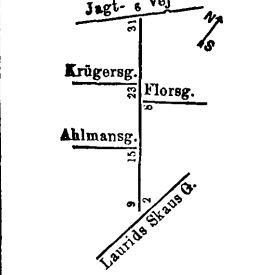 Jagt- 6 Vej
31
N
S
Krügersg.
23
Florsg.
8
Ahlmansg.
15
9
2
Laurids Skaus G.